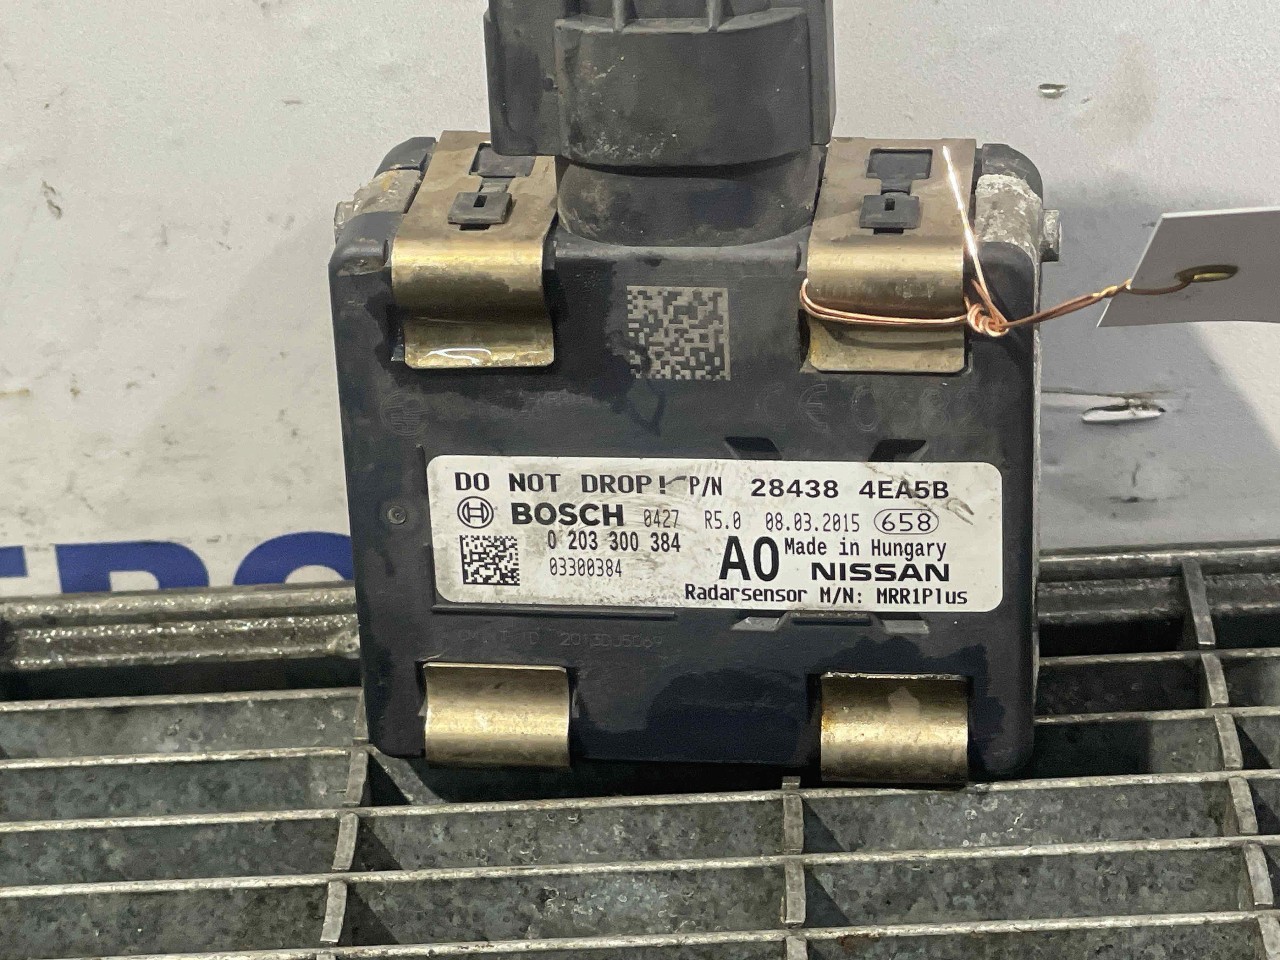 DO NOT DROP! P/N 28438 4EA5B
BOSCH 0427 R5.0 08.03.2015 658
0 203 300 384 A0 Made in Hungary
03300384 NISSAN
Radarsensor M/N: MRR1Plus